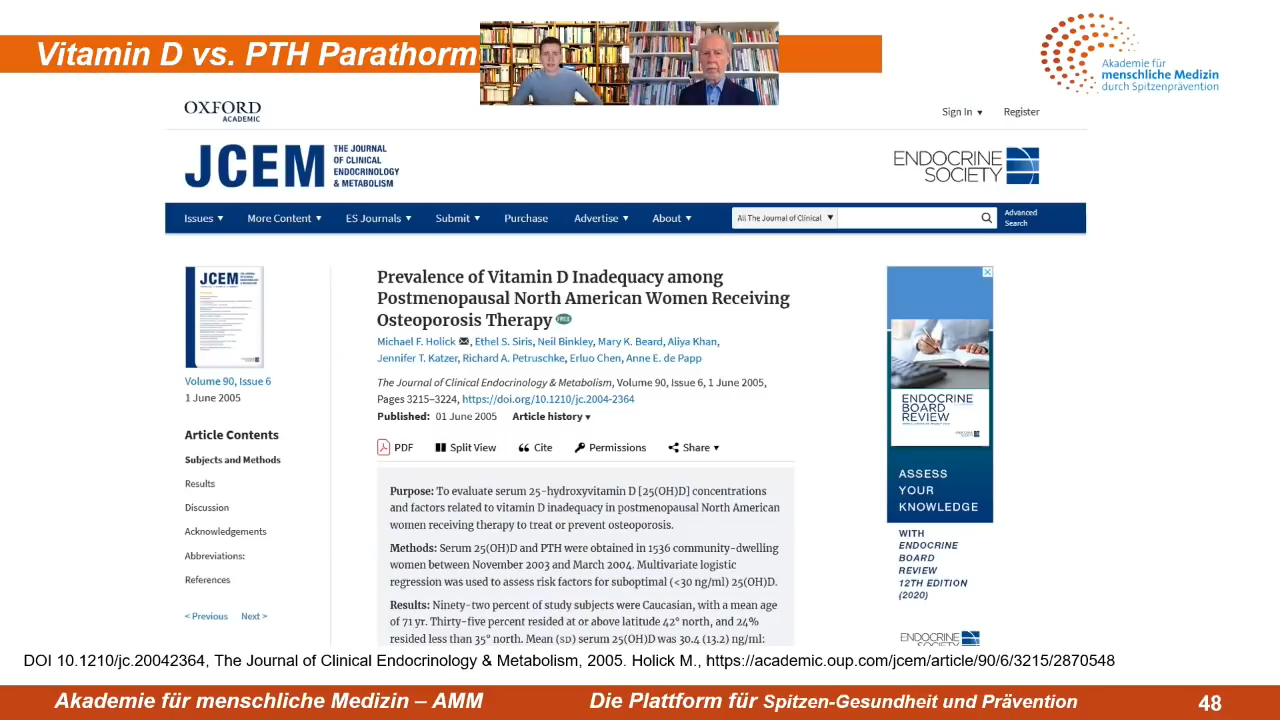 Vitamin D vs. PTH Parathorm
Akademie für
menschliche Medizin
durch Spitzenprävention
OXFORD
ACADEMIC
Sign In
Register
JCEM
THE JOURNAL
OF CLINICAL
ENDOCRINOLOGY
& METABOLISM
ENDOCRINE
SOCIETY
Issues
More Content
ES Journals
Submit
Purchase
Advertise
About
All The Journal of Clinical
Advanced
Search
JCEM
Volume 90, Issue 6
1 June 2005
Article Contents
Subjects and Methods
Results
Discussion
Acknowledgements
Abbreviations:
References
< Previous Next >
Prevalence of Vitamin D Inadequacy among
Postmenopausal North American Women Receiving
Osteoporosis Therapy FREE
Michael F. Holick, Ethel S. Siris, Neil Binkley, Mary K. Beard, Aliya Khan,
Jennifer T. Katzer, Richard A. Petruschke, Erluo Chen, Anne E. de Papp
The Journal of Clinical Endocrinology & Metabolism, Volume 90, Issue 6, 1 June 2005,
Pages 3215–3224, https://doi.org/10.1210/jc.2004-2364
Published: 01 June 2005 Article history
PDF Split View Cite Permissions Share
Purpose: To evaluate serum 25-hydroxyvitamin D [25(OH)D] concentrations
and factors related to vitamin D inadequacy in postmenopausal North American
women receiving therapy to treat or prevent osteoporosis.
Methods: Serum 25(OH)D and PTH were obtained in 1536 community-dwelling
women between November 2003 and March 2004. Multivariate logistic
regression was used to assess risk factors for suboptimal (<30 ng/ml) 25(OH)D.
Results: Ninety-two percent of study subjects were Caucasian, with a mean age
of 71 yr. Thirty-five percent resided at or above latitude 42° north, and 24%
resided less than 35° north. Mean (SD) serum 25(OH)D was 30.4 (13.2) ng/ml:
ENDOCRINE
BOARD
REVIEW
ASSESS
YOUR
KNOWLEDGE
WITH
ENDOCRINE
BOARD
REVIEW
12TH EDITION
(2020)
ENDOCRINE
SOCIETY
DOI 10.1210/jc.20042364, The Journal of Clinical Endocrinology & Metabolism, 2005. Holick M., https://academic.oup.com/jcem/article/90/6/3215/2870548
Akademie für menschliche Medizin – AMM
Die Plattform für Spitzen-Gesundheit und Prävention
48